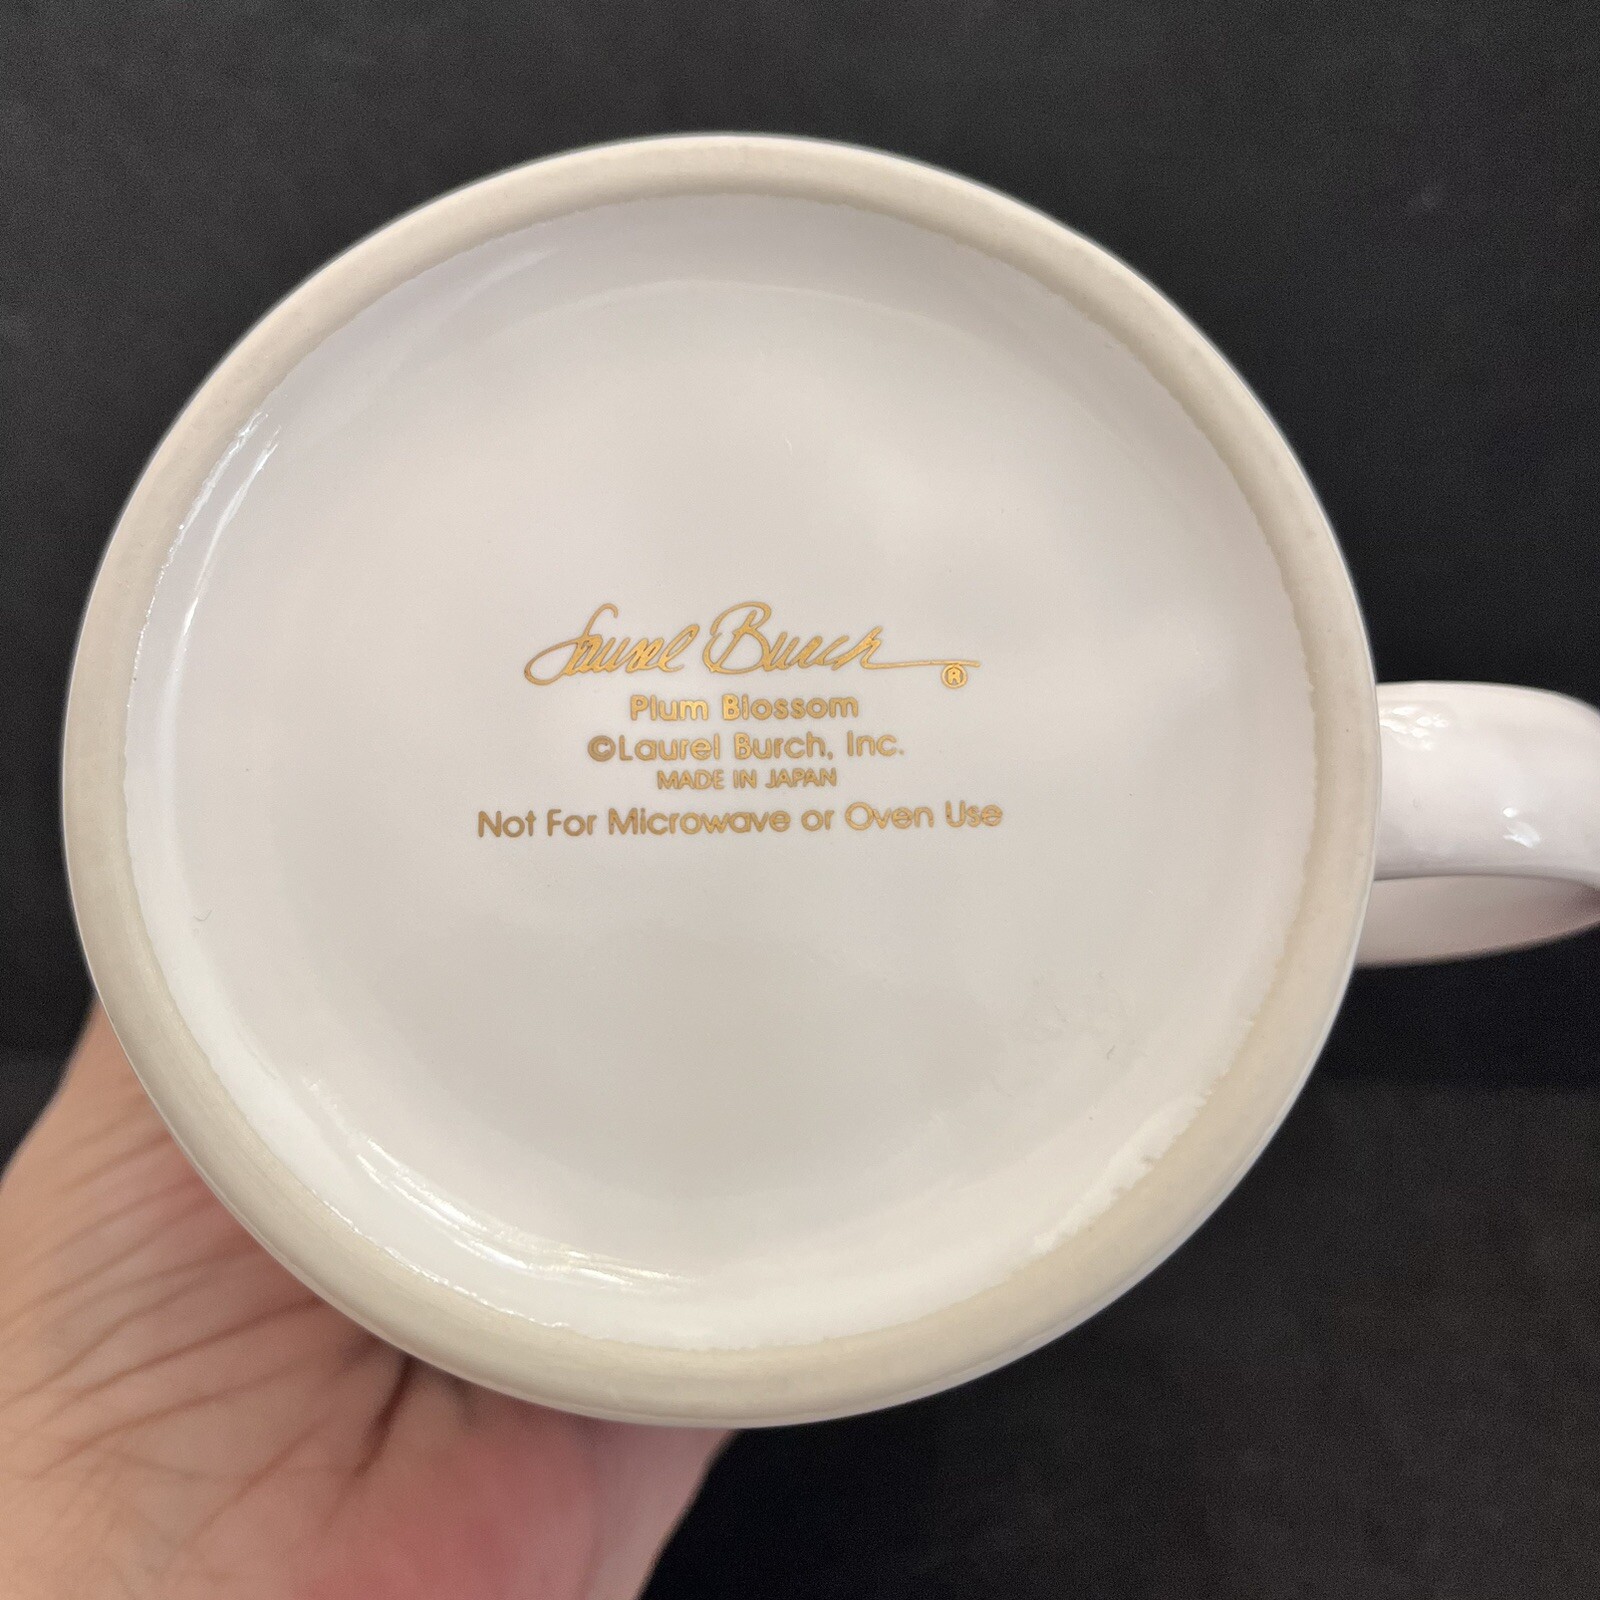 Laurel Burch ®
Plum Blossom
©Laurel Burch, Inc.
MADE IN JAPAN
Not For Microwave or Oven Use